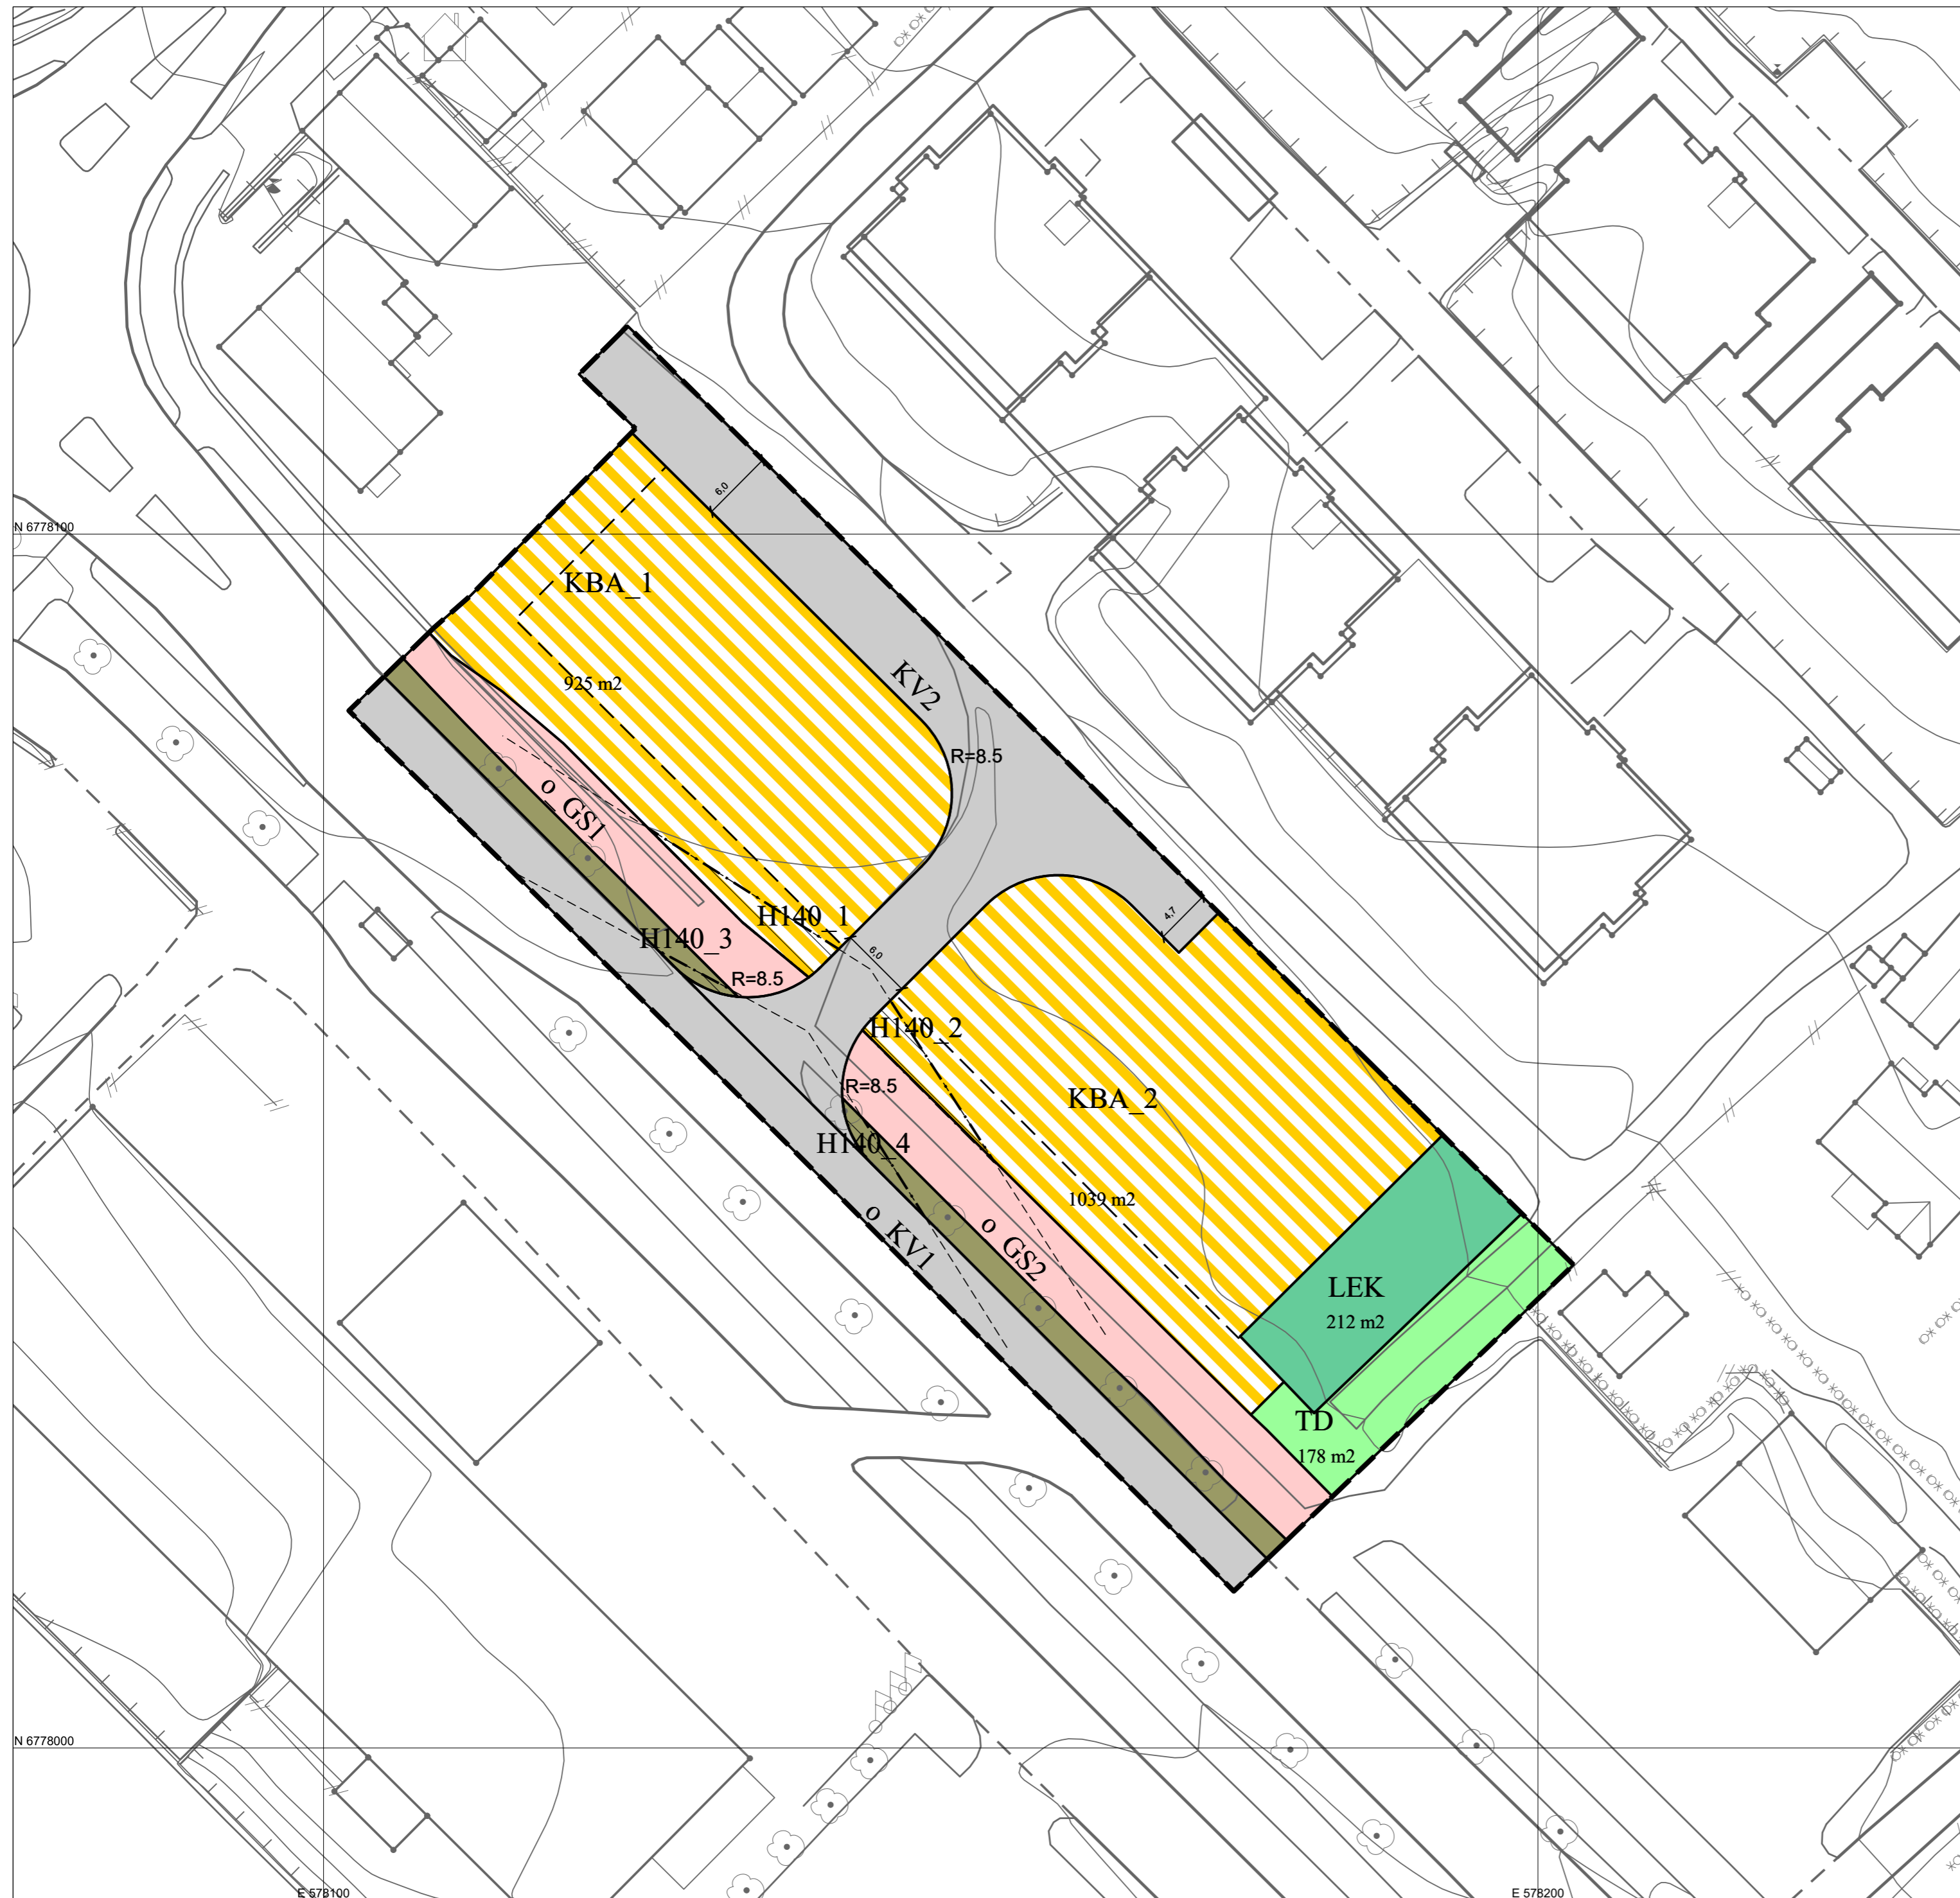 6,0
N 6778100
KBA_1
KV2
925 m2
R=8.5
o_GS1
H140_1
4,7
H140_3
6,0
R=8.5
H140_2
R=8.5
KBA_2
H140_4
1039 m2
o_KV1
o_GS2
LEK
212 m2
TD
178 m2
N 6778000
E 578100
E 578200